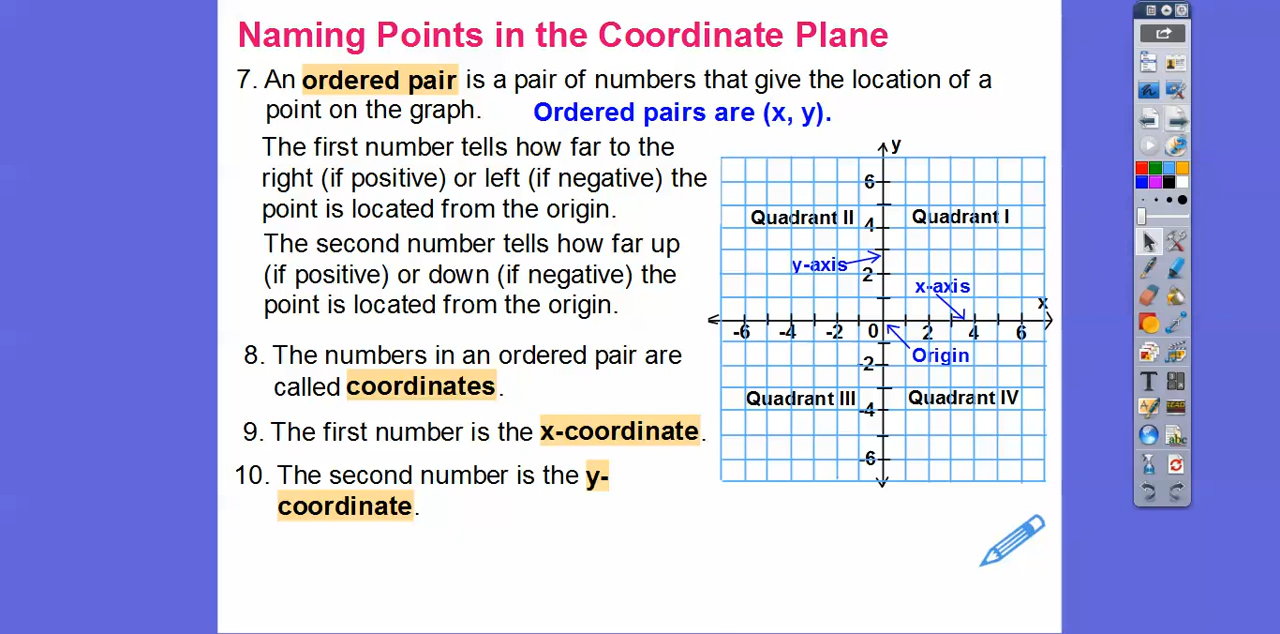 Naming Points in the Coordinate Plane
7. An ordered pair is a pair of numbers that give the location of a
point on the graph. Ordered pairs are (x, y).
The first number tells how far to the
right (if positive) or left (if negative) the
point is located from the origin.
The second number tells how far up
(if positive) or down (if negative) the
point is located from the origin.
8. The numbers in an ordered pair are
called coordinates.
9. The first number is the x-coordinate.
10. The second number is the y-
coordinate.
y
6
Quadrant II 4 Quadrant I
y-axis
2
x-axis
x
-6 -4 -2 0 2 4 6
Origin
-2
Quadrant III Quadrant IV
-4
-6
T
abc